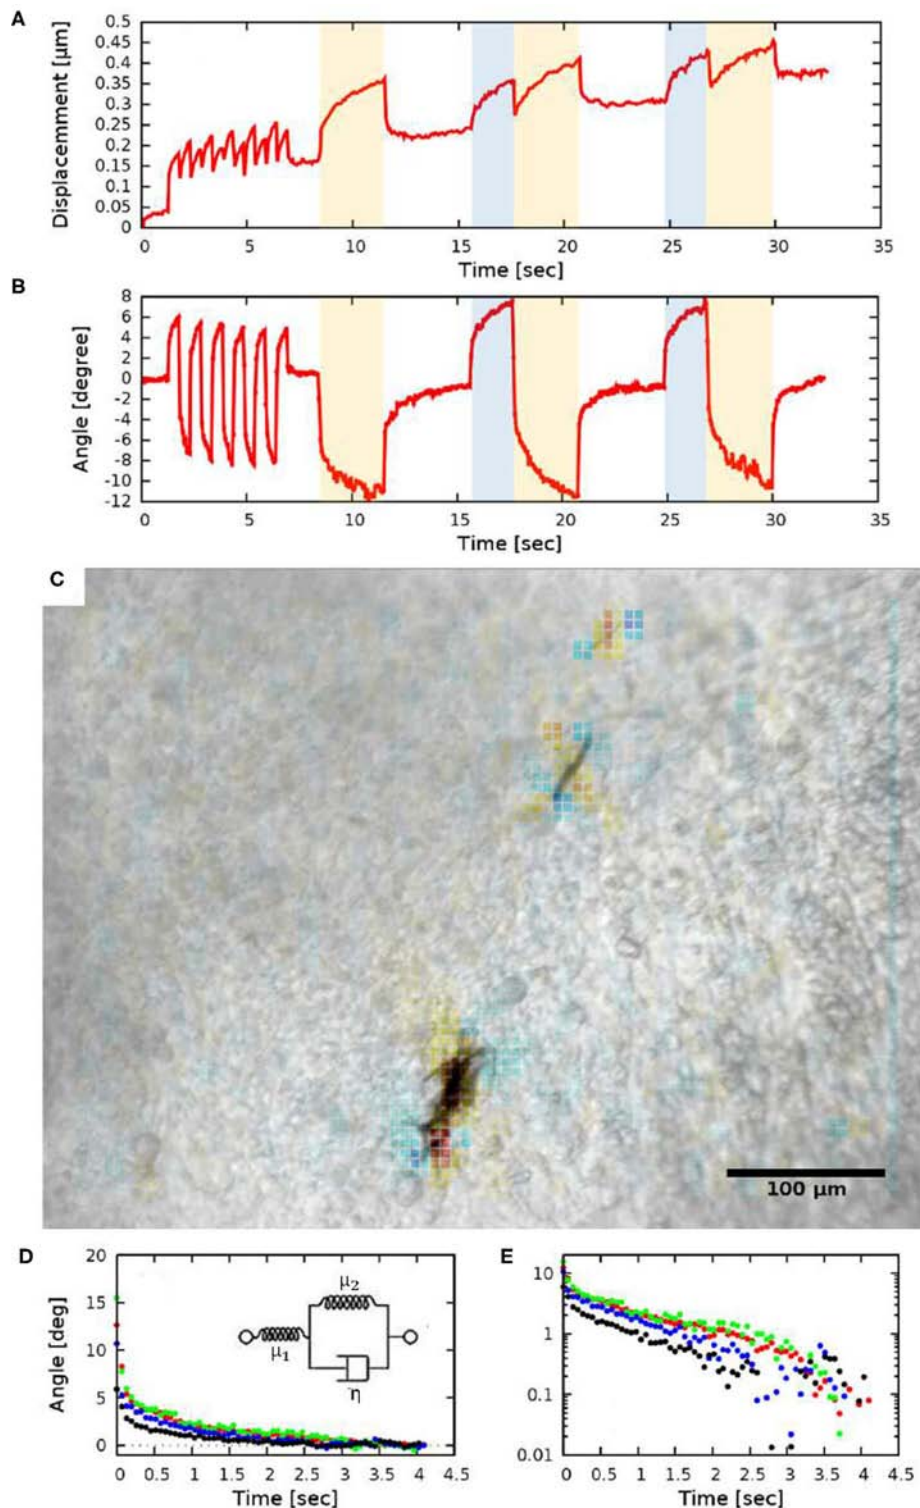 A
Displacemment [µm]
0.5
0.45
0.4
0.35
0.3
0.25
0.2
0.15
0.1
0.05
0
0 5 10 15 20 25 30 35
Time [sec]
B
Angle [degree]
8
6
4
2
0
-2
-4
-6
-8
-10
-12
0 5 10 15 20 25 30 35
Time [sec]
C
100 µm
D
Angle [deg]
20
15
10
5
0
μ2
μ1
η
0 0.5 1 1.5 2 2.5 3 3.5 4 4.5
Time [sec]
E
10
1
0.1
0.01
0 0.5 1 1.5 2 2.5 3 3.5 4 4.5
Time [sec]